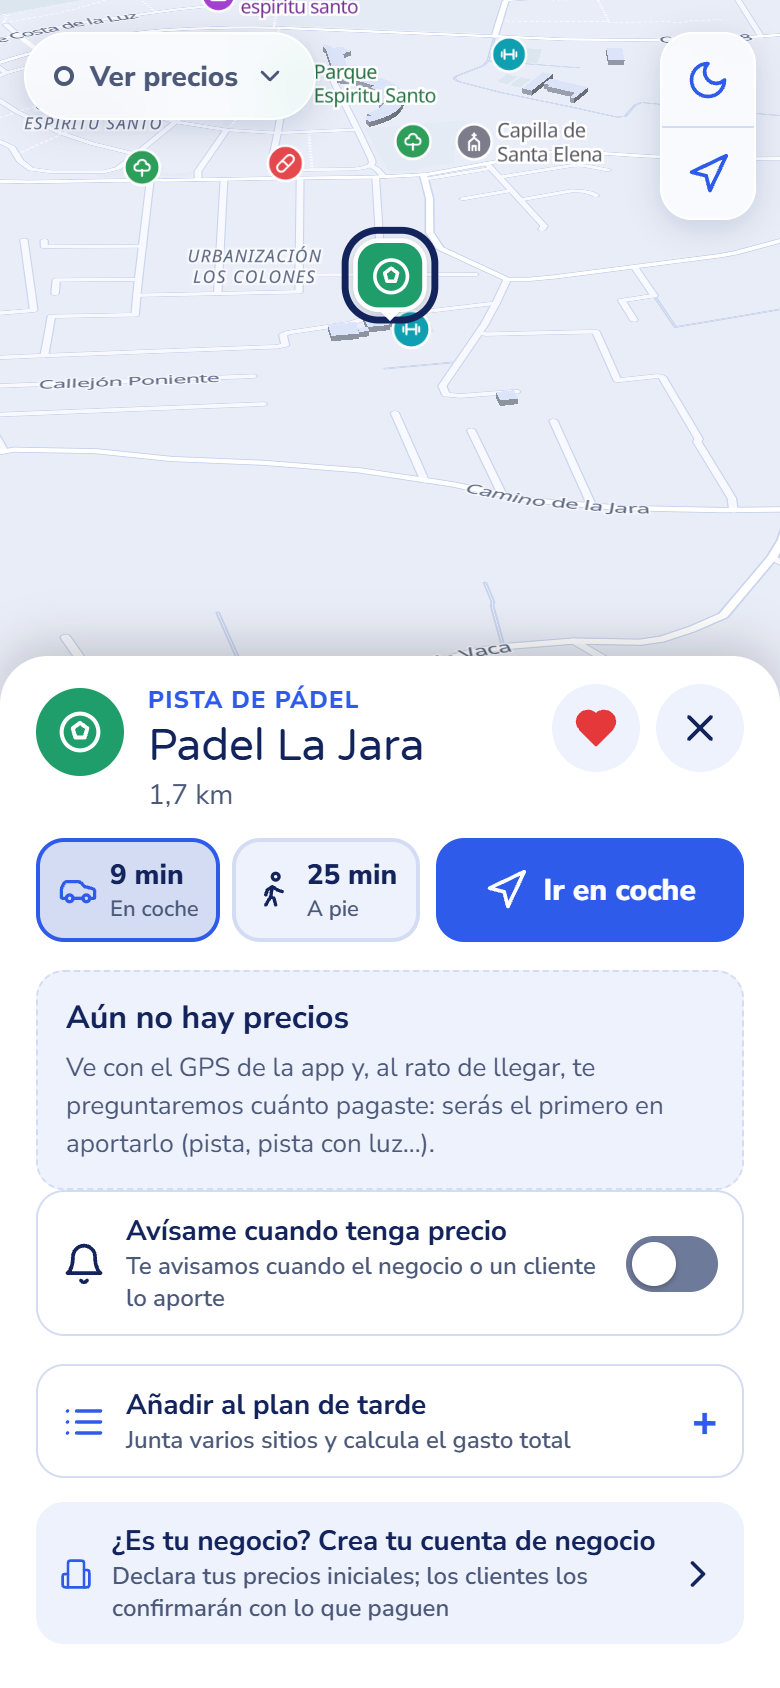 espiritu santo
Costa de la Luz
Ver precios
Parque
Espiritu Santo
ESPIRITU SANTO
Capilla de
Santa Elena
URBANIZACIÓN
LOS COLONES
Callejón Poniente
Camino de la Jara
Vaca
PISTA DE PÁDEL
Padel La Jara
1,7 km
9 min
En coche
25 min
A pie
Ir en coche
Aún no hay precios
Ve con el GPS de la app y, al rato de llegar, te
preguntaremos cuánto pagaste: serás el primero en
aportarlo (pista, pista con luz...).
Avísame cuando tenga precio
Te avisamos cuando el negocio o un cliente
lo aporte
Añadir al plan de tarde
Junta varios sitios y calcula el gasto total
¿Es tu negocio? Crea tu cuenta de negocio
Declara tus precios iniciales; los clientes los
confirmarán con lo que paguen